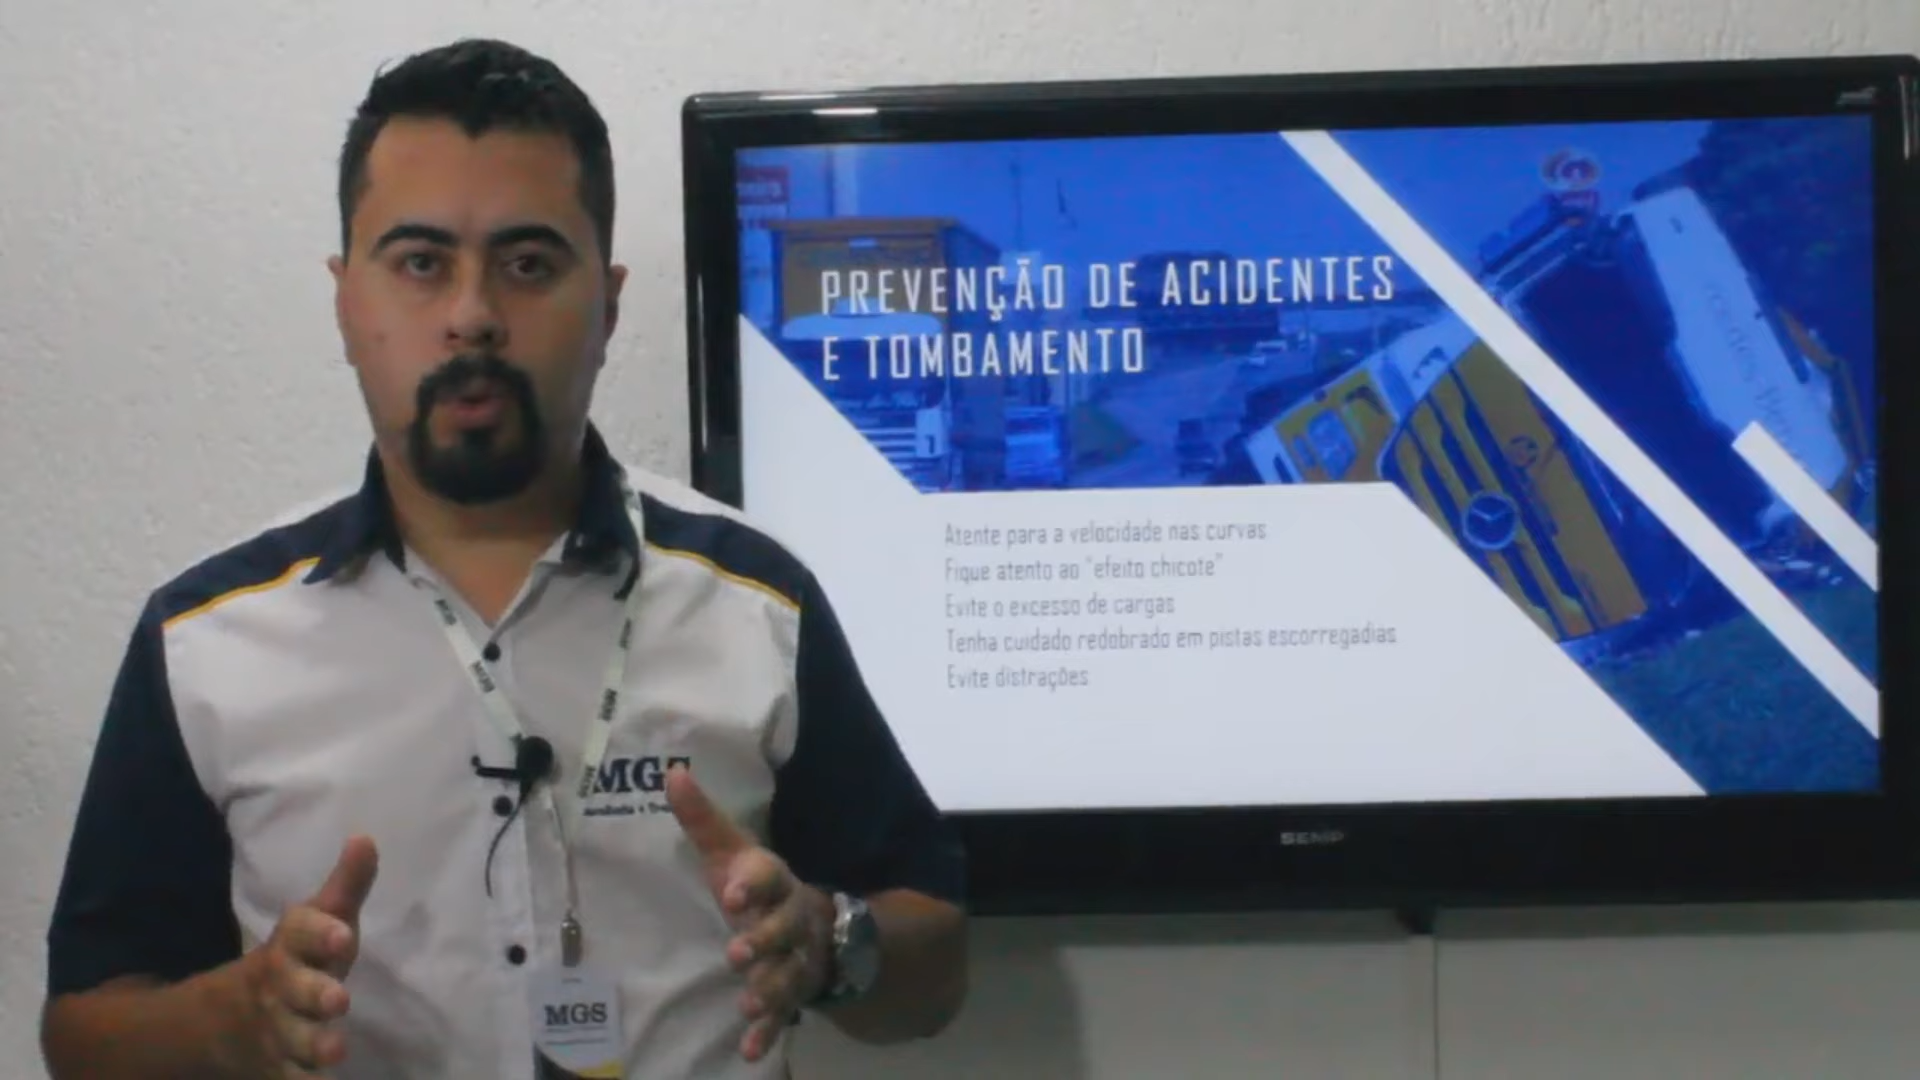 PREVENÇÃO DE ACIDENTES
E TOMBAMENTO
Atente para a velocidade nas curvas
Fique atento ao "efeito chicote"
Evite o excesso de cargas
Tenha cuidado redobrado em pistas escorregadias
Evite distrações
SEMP
MGS
MGS